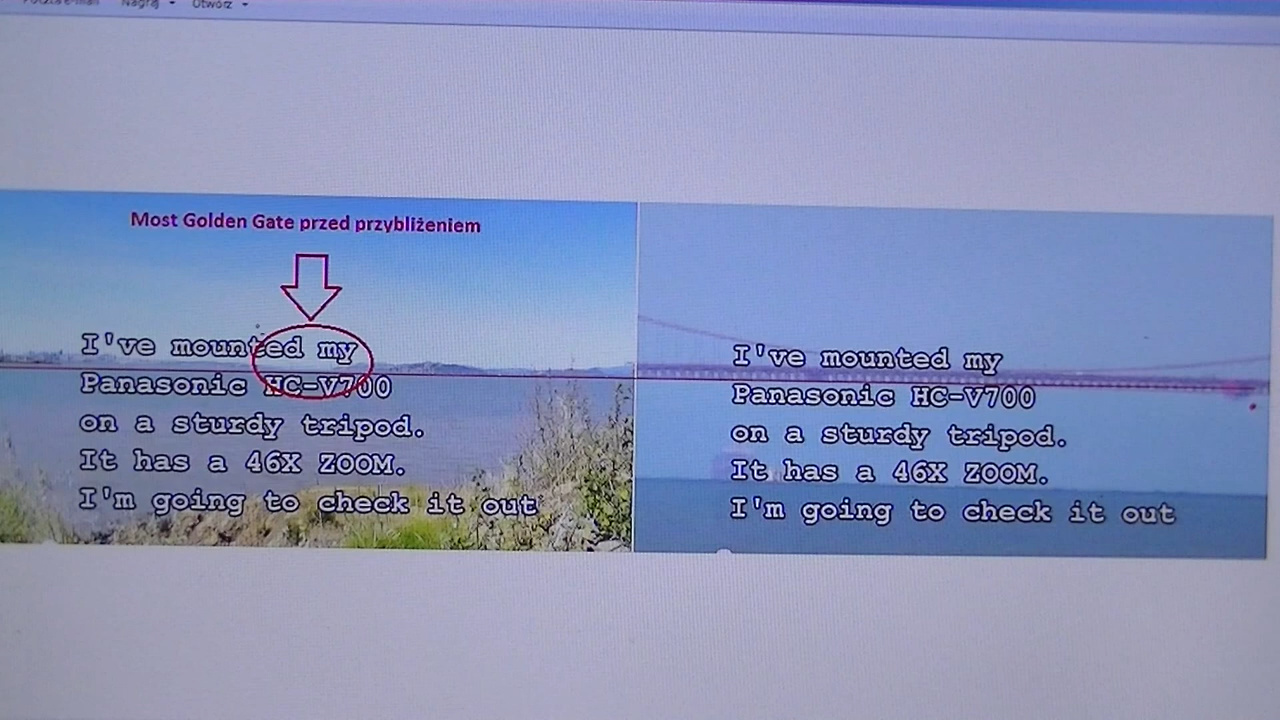 Nagraj
Otwórz
Most Golden Gate przed przybliżeniem
I've mounted my
Panasonic HC-V700
on a sturdy tripod.
It has a 46X ZOOM.
I'm going to check it out
I've mounted my
Panasonic HC-V700
on a sturdy tripod.
It has a 46X ZOOM.
I'm going to check it out